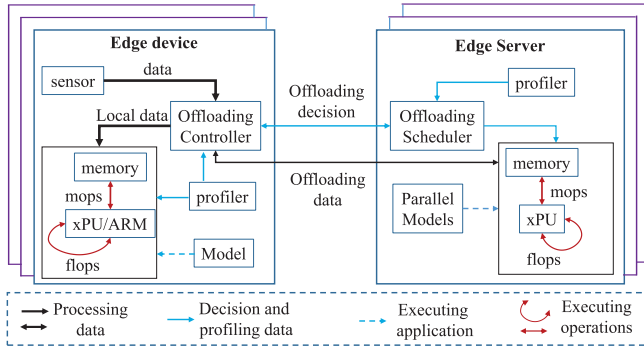 Edge device
sensor
data
Local data
Offloading
Controller
memory
mops
xPU/ARM
flops
profiler
Model
Offloading
decision
Offloading
data
Edge Server
profiler
Offloading
Scheduler
Parallel
Models
memory
mops
xPU
flops
Processing
data
Decision and
profiling data
Executing
application
Executing
operations